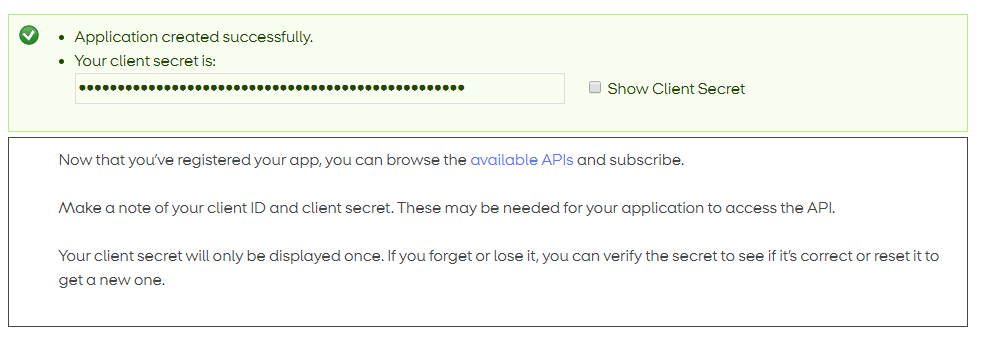 Application created successfully.
Your client secret is:
••••••••••••••••••••••••••••••••••••••••••••••••••
Show Client Secret
Now that you've registered your app, you can browse the available APIs and subscribe.
Make a note of your client ID and client secret. These may be needed for your application to access the API.
Your client secret will only be displayed once. If you forget or lose it, you can verify the secret to see if it's correct or reset it to
get a new one.